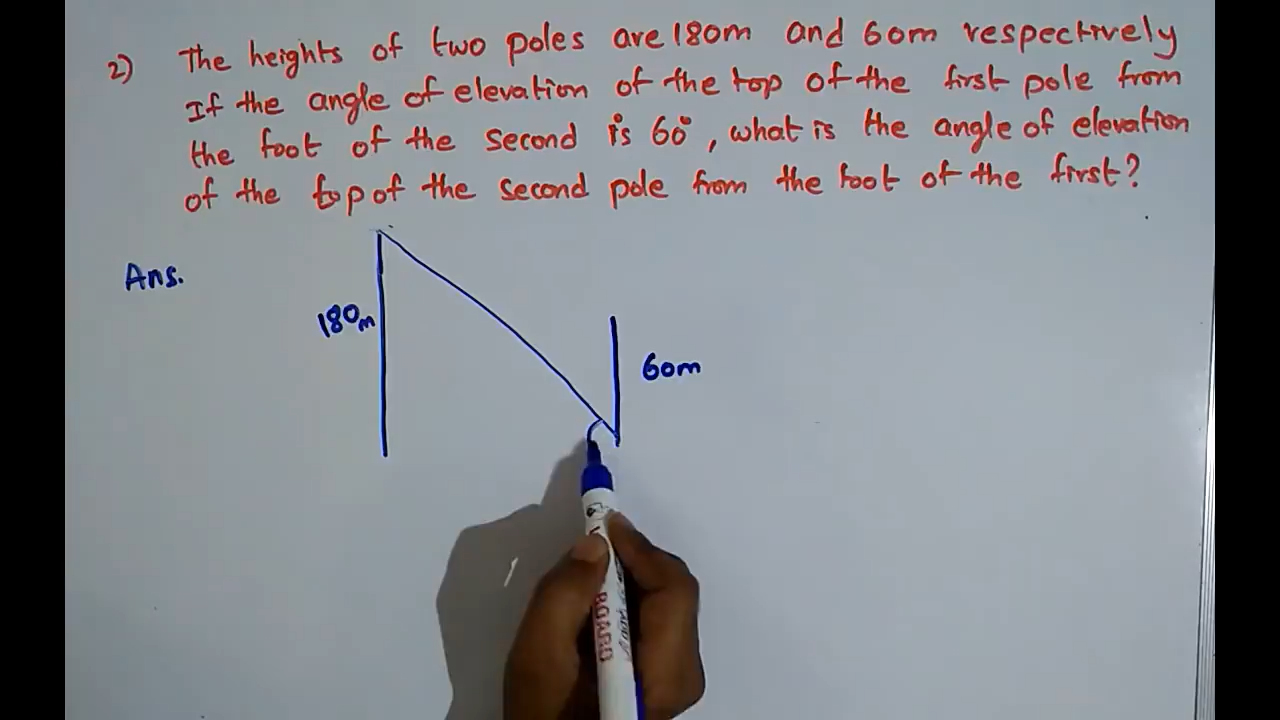 2) The heights of two poles are 180m and 60m respectively
If the angle of elevation of the top of the first pole from
the foot of the second is 60°, what is the angle of elevation
of the top of the second pole from the foot of the first?
Ans.
180m
60m